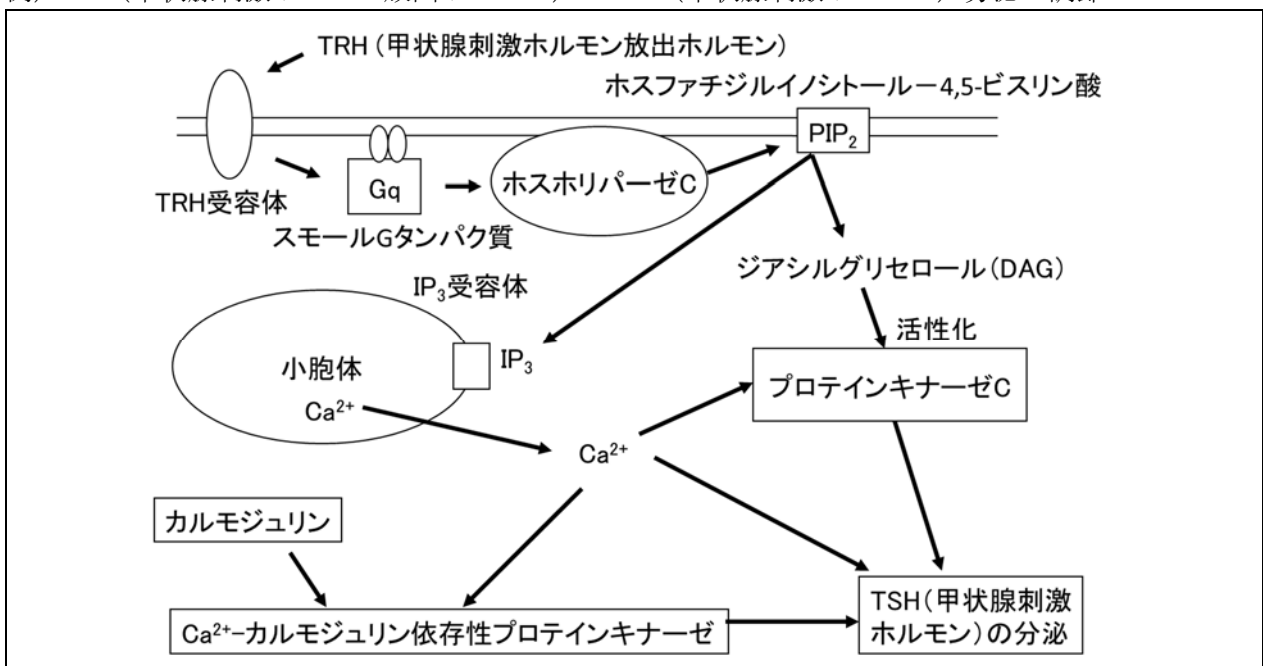 TRH(甲状腺刺激ホルモン放出ホルモン)
ホスファチジルイノシトール－4,5-ビスリン酸
PIP₂
ホスホリパーゼC
Gq
TRH受容体
スモールGタンパク質
ジアシルグリセロール(DAG)
IP₃受容体
活性化
IP₃
小胞体
プロテインキナーゼC
Ca²⁺
Ca²⁺
カルモジュリン
TSH(甲状腺刺激
ホルモン)の分泌
Ca²⁺-カルモジュリン依存性プロテインキナーゼ